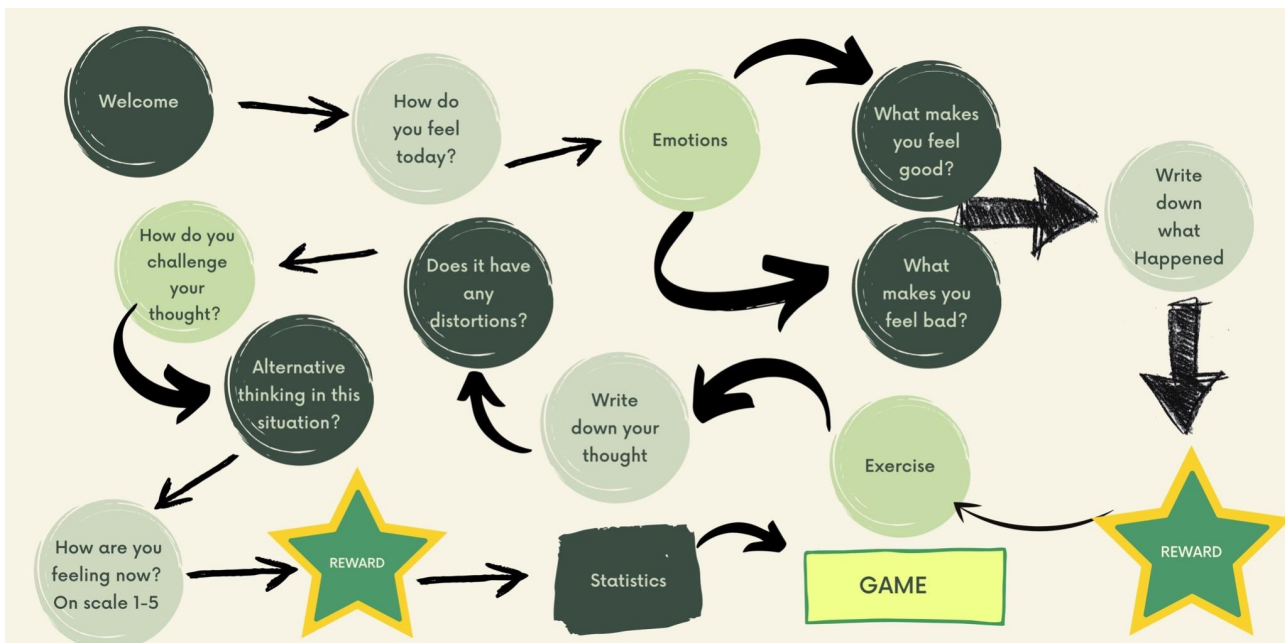 Welcome
How do
you feel
today?
Emotions
What makes
you feel
good?
What
makes you
feel bad?
Write
down
what
Happened
REWARD
Exercise
Write
down your
thought
Does it have
any
distortions?
How do you
challenge
your
thought?
Alternative
thinking in this
situation?
How are you
feeling now?
On scale 1-5
REWARD
Statistics
GAME